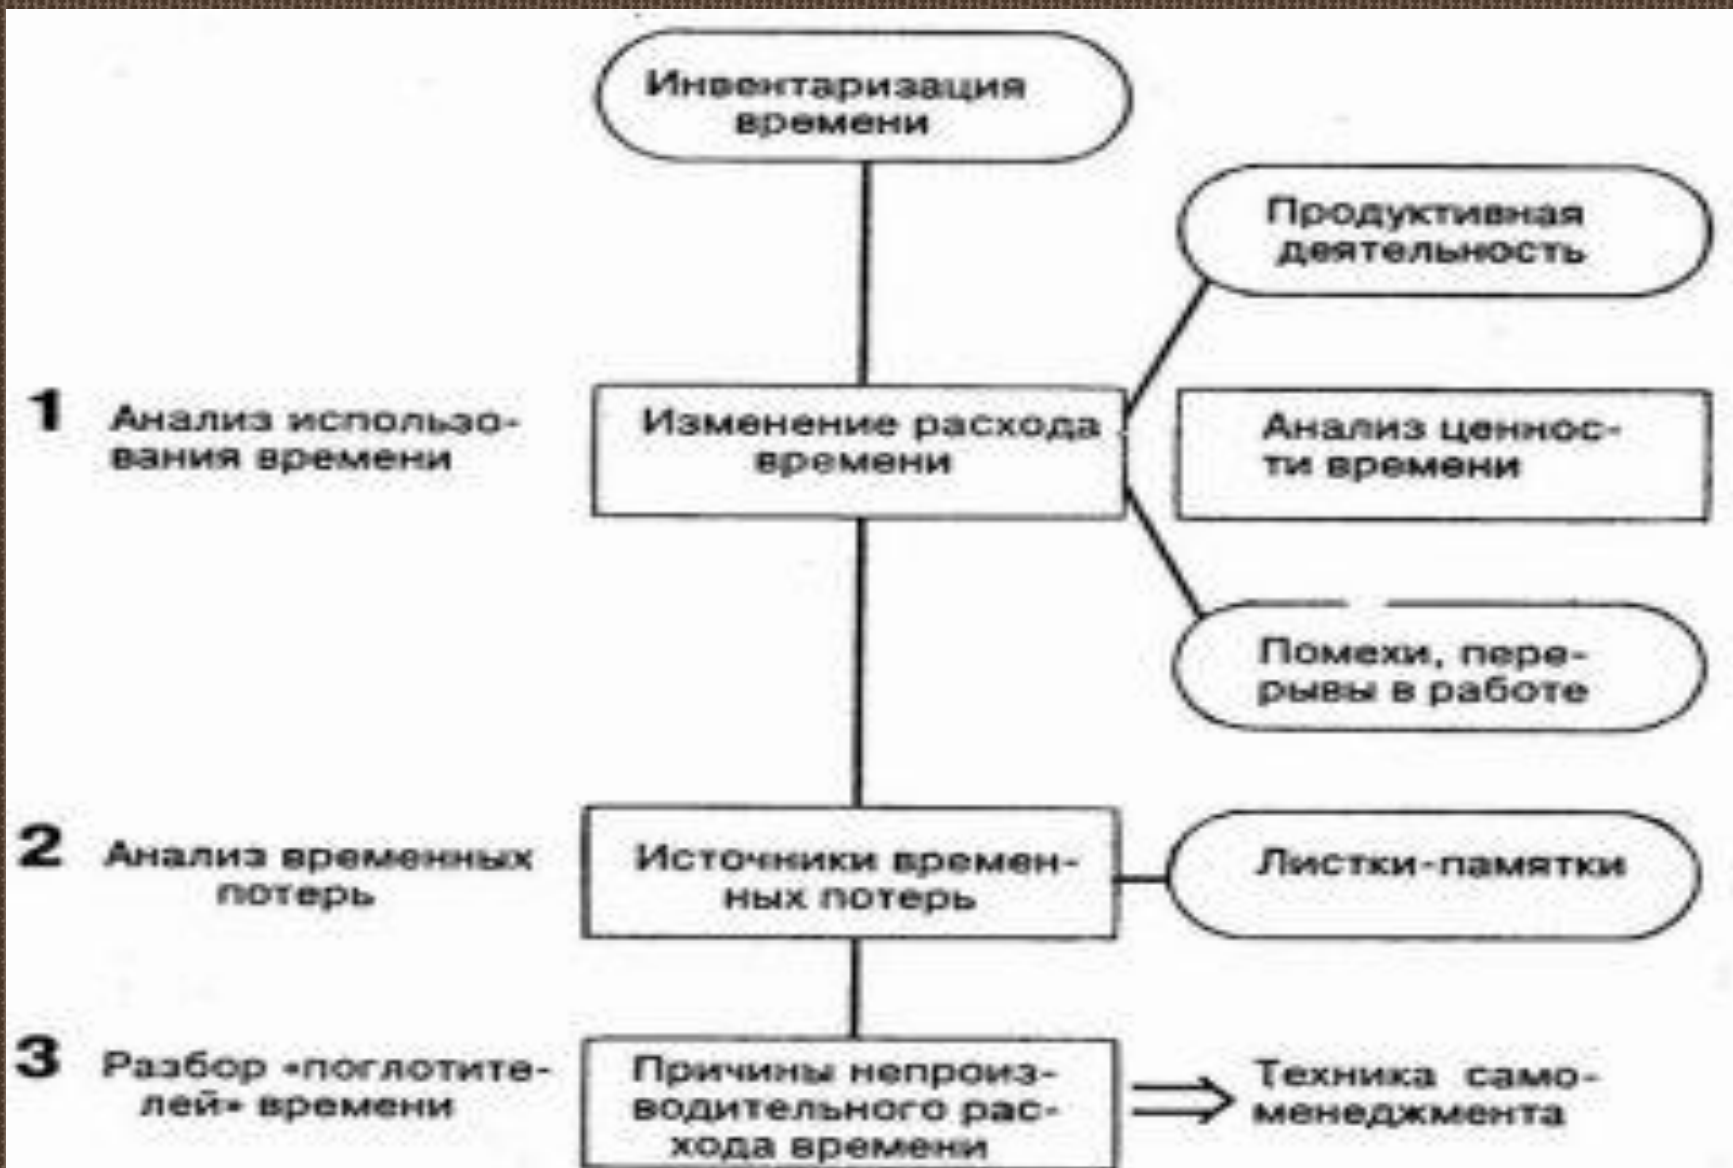 Инвентаризация
времени
Продуктивная
деятельность
1 Анализ использо-
вания времени
Изменение расхода
времени
Анализ ценнос-
ти времени
Помехи, пере-
рывы в работе
2 Анализ временных
потерь
Источники времен-
ных потерь
Листки-памятки
3 Разбор «поглотите-
лей» времени
Причины непроиз-
водительного рас-
хода времени
Техника само-
менеджмента